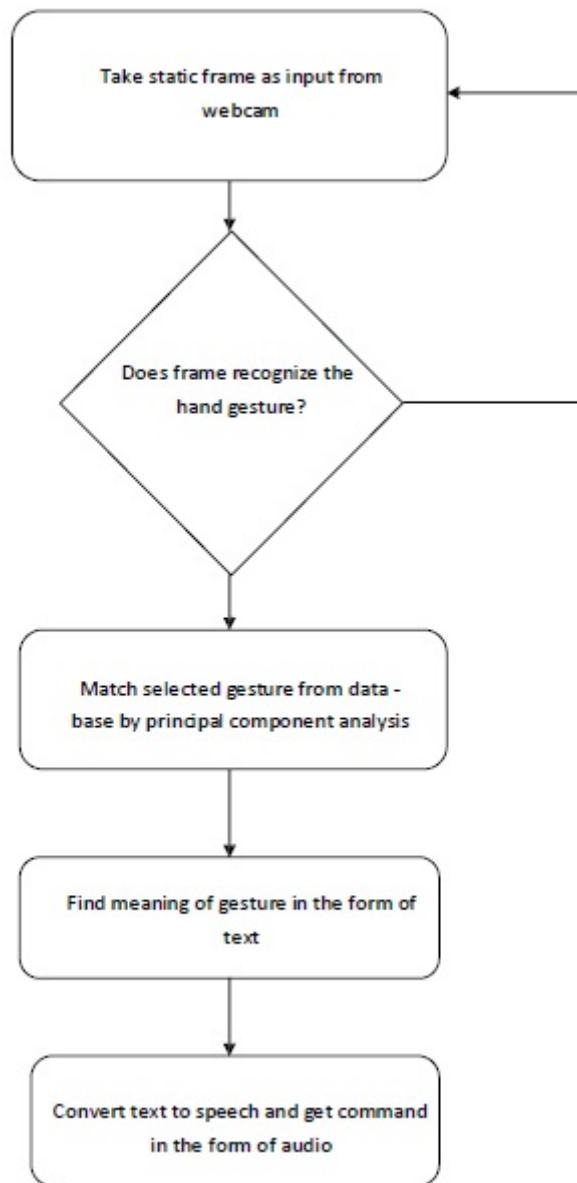 Take static frame as input from
webcam
Does frame recognize the
hand gesture?
Match selected gesture from data -
base by principal component analysis
Find meaning of gesture in the form of
text
Convert text to speech and get command
in the form of audio